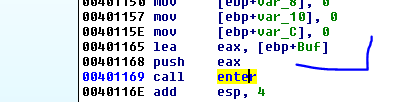 00401150 mov     [ebp+var_8], 0
00401157 mov     [ebp+var_10], 0
0040115E mov     [ebp+var_C], 0
00401165 lea     eax, [ebp+Buf]
00401168 push    eax
00401169 call    enter
0040116E add     esp, 4